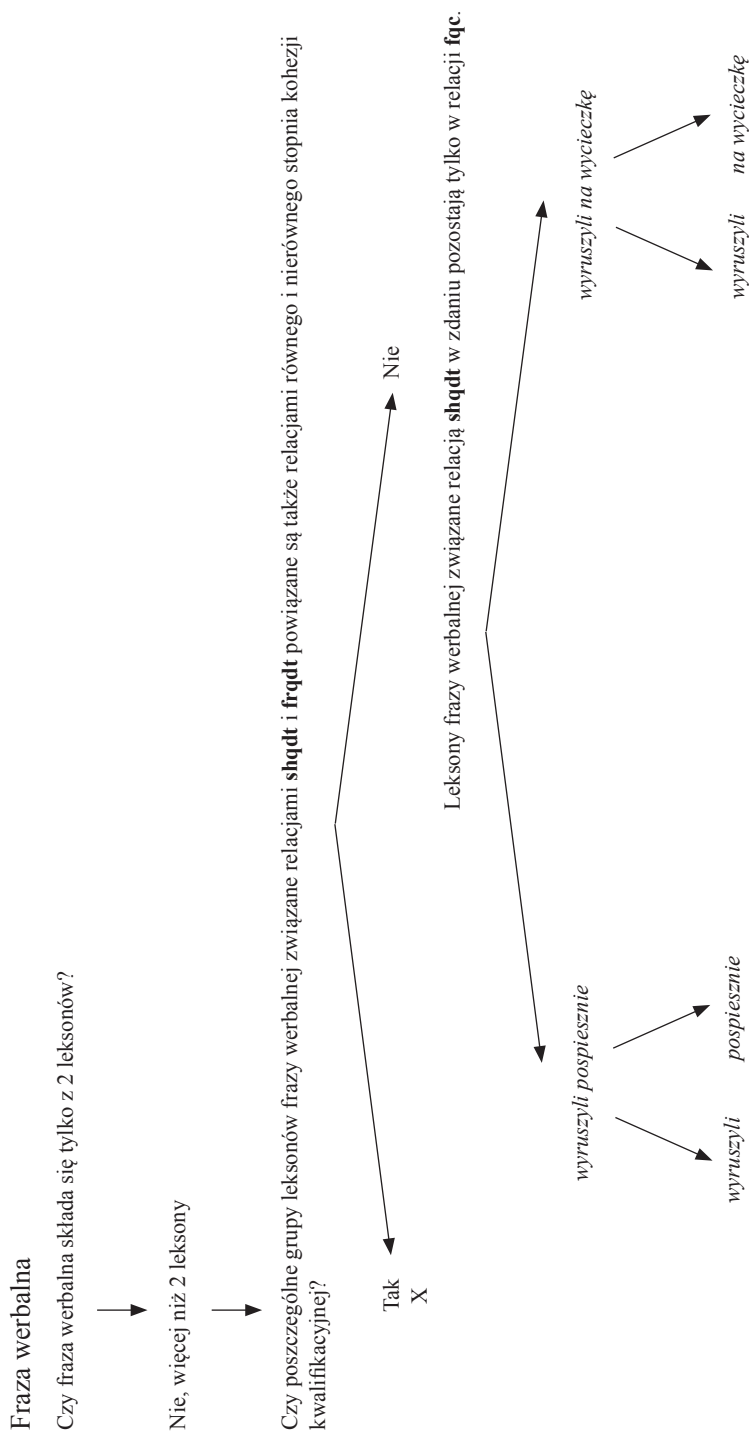 Fraza werbalna
Czy fraza werbalna składa się tylko z 2 leksonów?
Nie, więcej niż 2 leksony
Czy poszczególne grupy leksonów frazy werbalnej związane relacjami shqdt i frqdt powiązane są także relacjami równego i nierównego stopnia kohezji
kwalifikacyjnej?
Tak Nie
X
Leksony frazy werbalnej związane relacją shqdt w zdaniu pozostają tylko w relacji fqc.
wyruszyli pospiesznie wyruszyli na wycieczkę
wyruszyli pospiesznie wyruszyli na wycieczkę